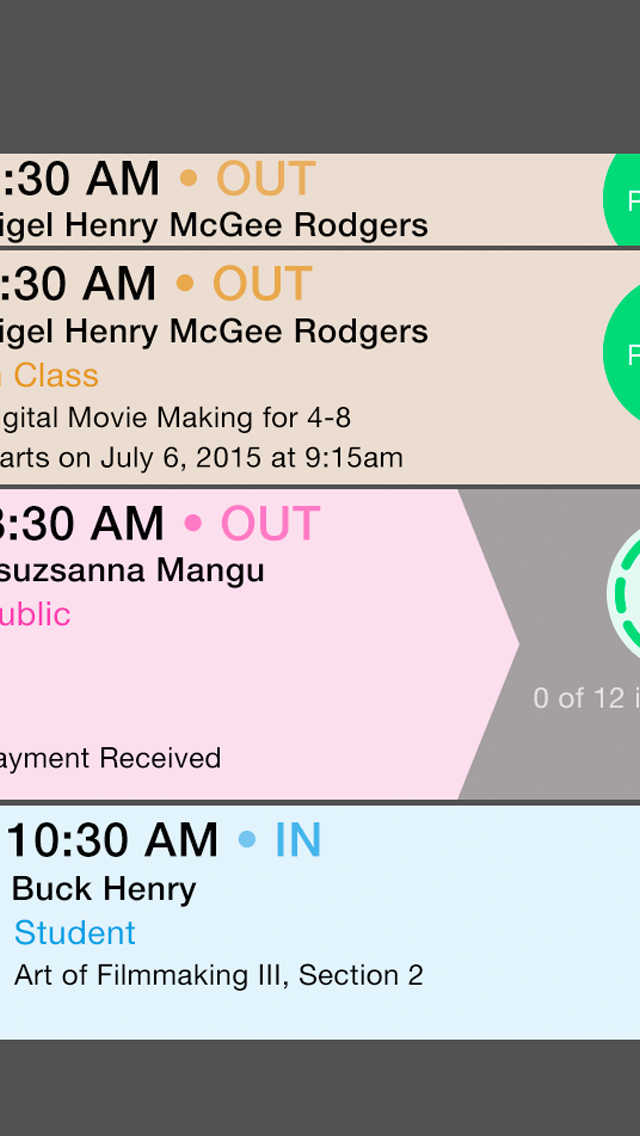 :30 AM • OUT
igel Henry McGee Rodgers
:30 AM • OUT
igel Henry McGee Rodgers
Class
gital Movie Making for 4-8
arts on July 6, 2015 at 9:15am
:30 AM • OUT
suzsanna Mangu
ublic
0 of 12 i
ayment Received
10:30 AM • IN
Buck Henry
Student
Art of Filmmaking III, Section 2